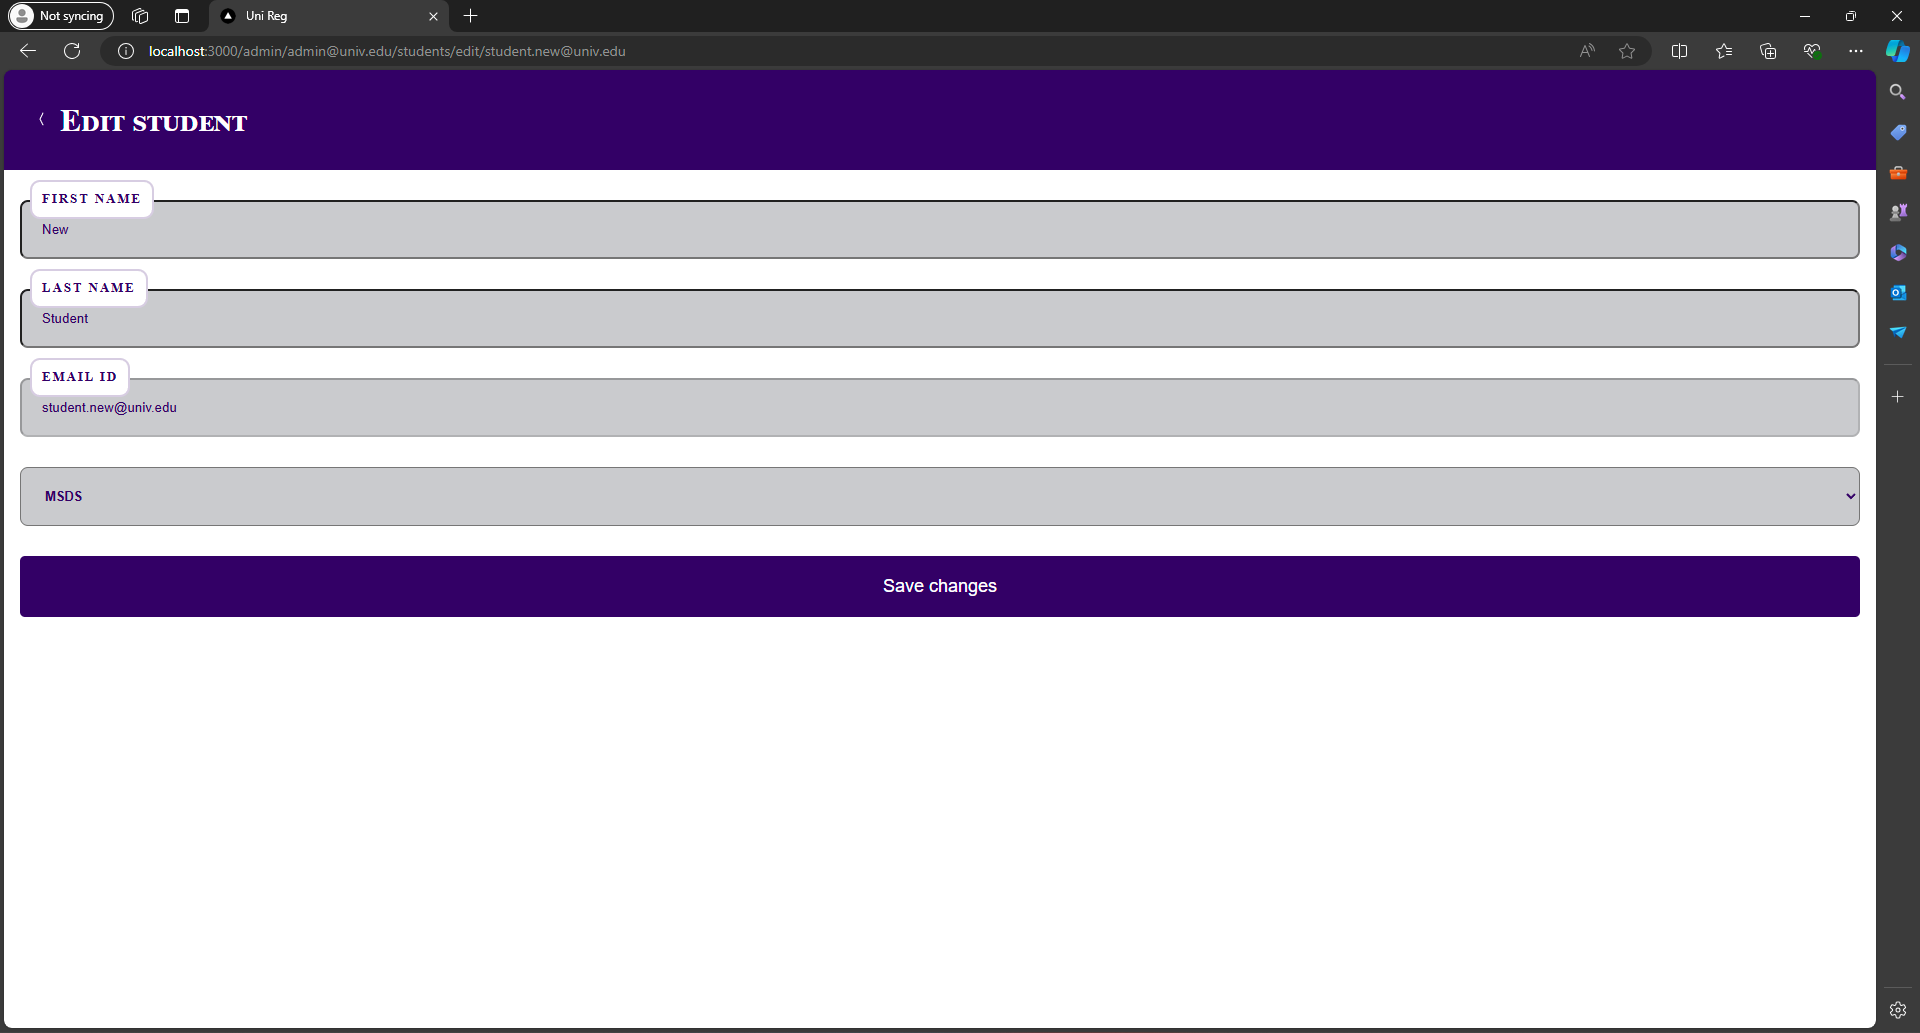 Not syncing
Uni Reg
localhost:3000/admin/admin@univ.edu/students/edit/student.new@univ.edu
Edit student
FIRST NAME
New
LAST NAME
Student
EMAIL ID
student.new@univ.edu
MSDS
Save changes